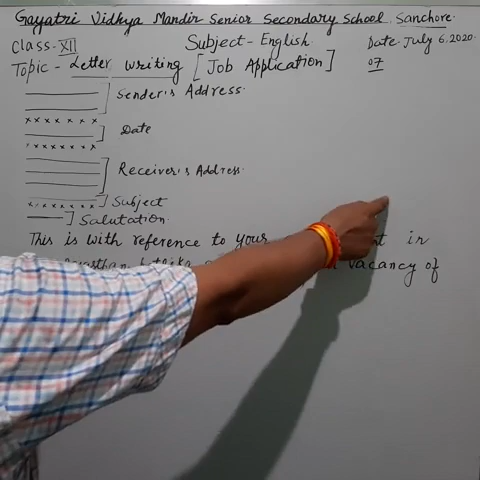 Gayatri Vidhya Mandir Senior Secondary School, Sanchore.
Class-XII Subject-English. Date. July 6.2020.
Topic - Letter writing [Job Application] 07
Sender's Address.
Date
Receiver's Address.
Subject
Salutation.
This is with reference to your in
vacancy of